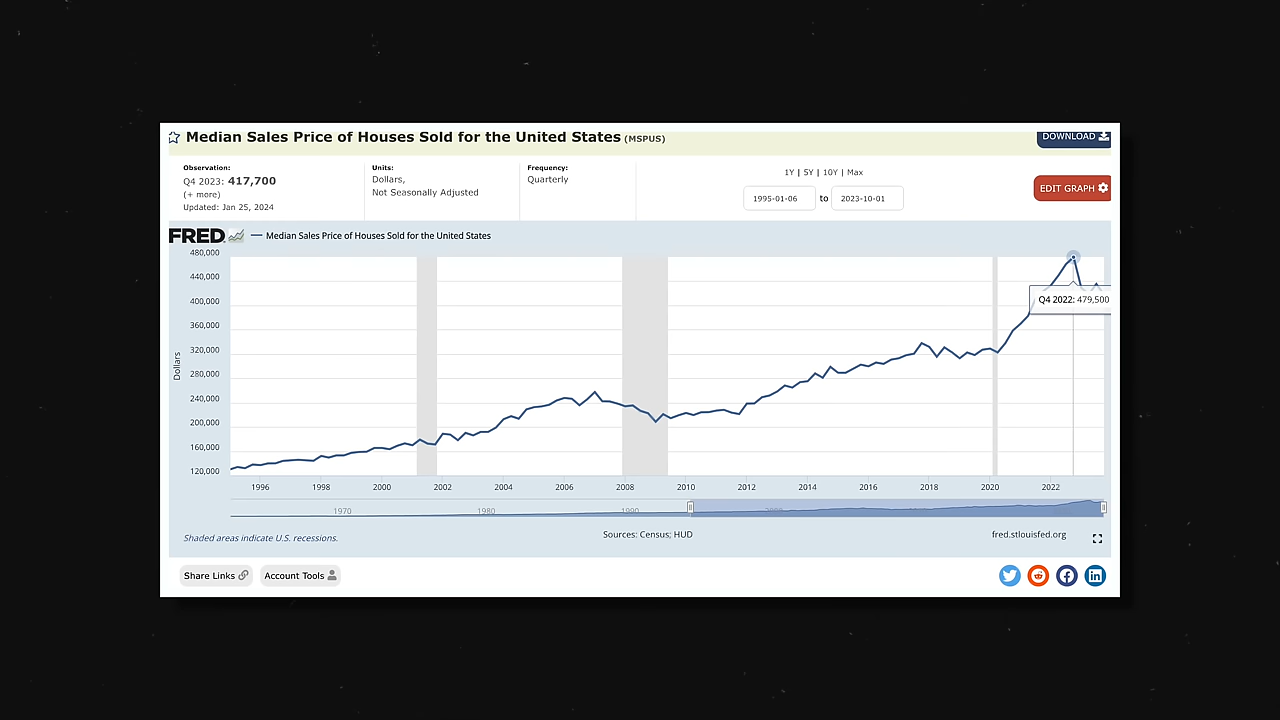 Median Sales Price of Houses Sold for the United States (MSPUS)
DOWNLOAD
Observation:
Q4 2023: 417,700
(+ more)
Updated: Jan 25, 2024
Units:
Dollars,
Not Seasonally Adjusted
Frequency:
Quarterly
1Y | 5Y | 10Y | Max
1995-01-06 to 2023-10-01
EDIT GRAPH
FRED
Median Sales Price of Houses Sold for the United States
480,000
440,000
400,000
360,000
320,000
280,000
240,000
200,000
160,000
120,000
Dollars
Q4 2022: 479,500
1996 1998 2000 2002 2004 2006 2008 2010 2012 2014 2016 2018 2020 2022
1970 1980 1990
Shaded areas indicate U.S. recessions.
Sources: Census; HUD
fred.stlouisfed.org
Share Links
Account Tools